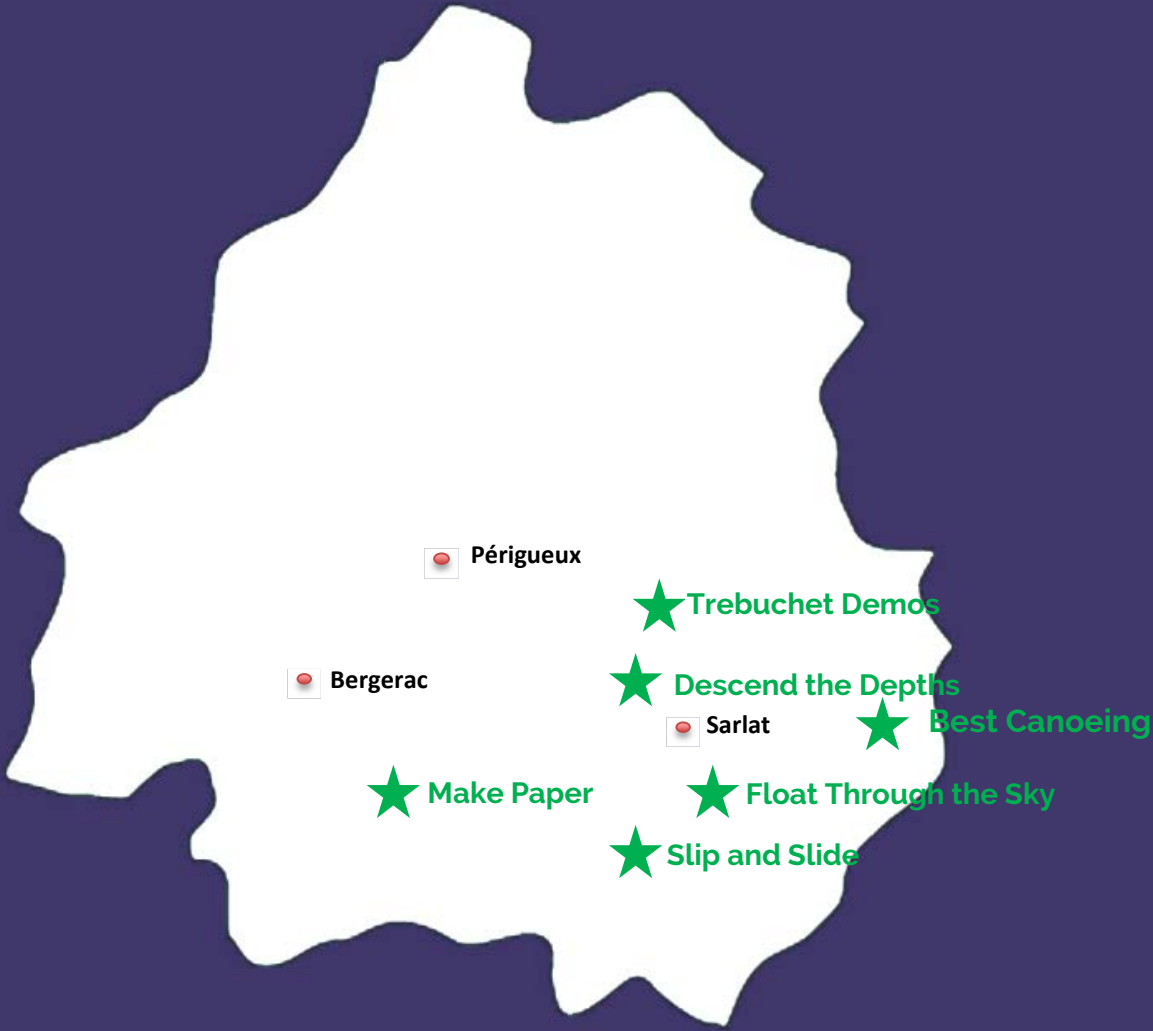 Périgueux
Trebuchet Demos
Bergerac
Descend the Depths
Sarlat
Best Canoeing
Make Paper
Float Through the Sky
Slip and Slide